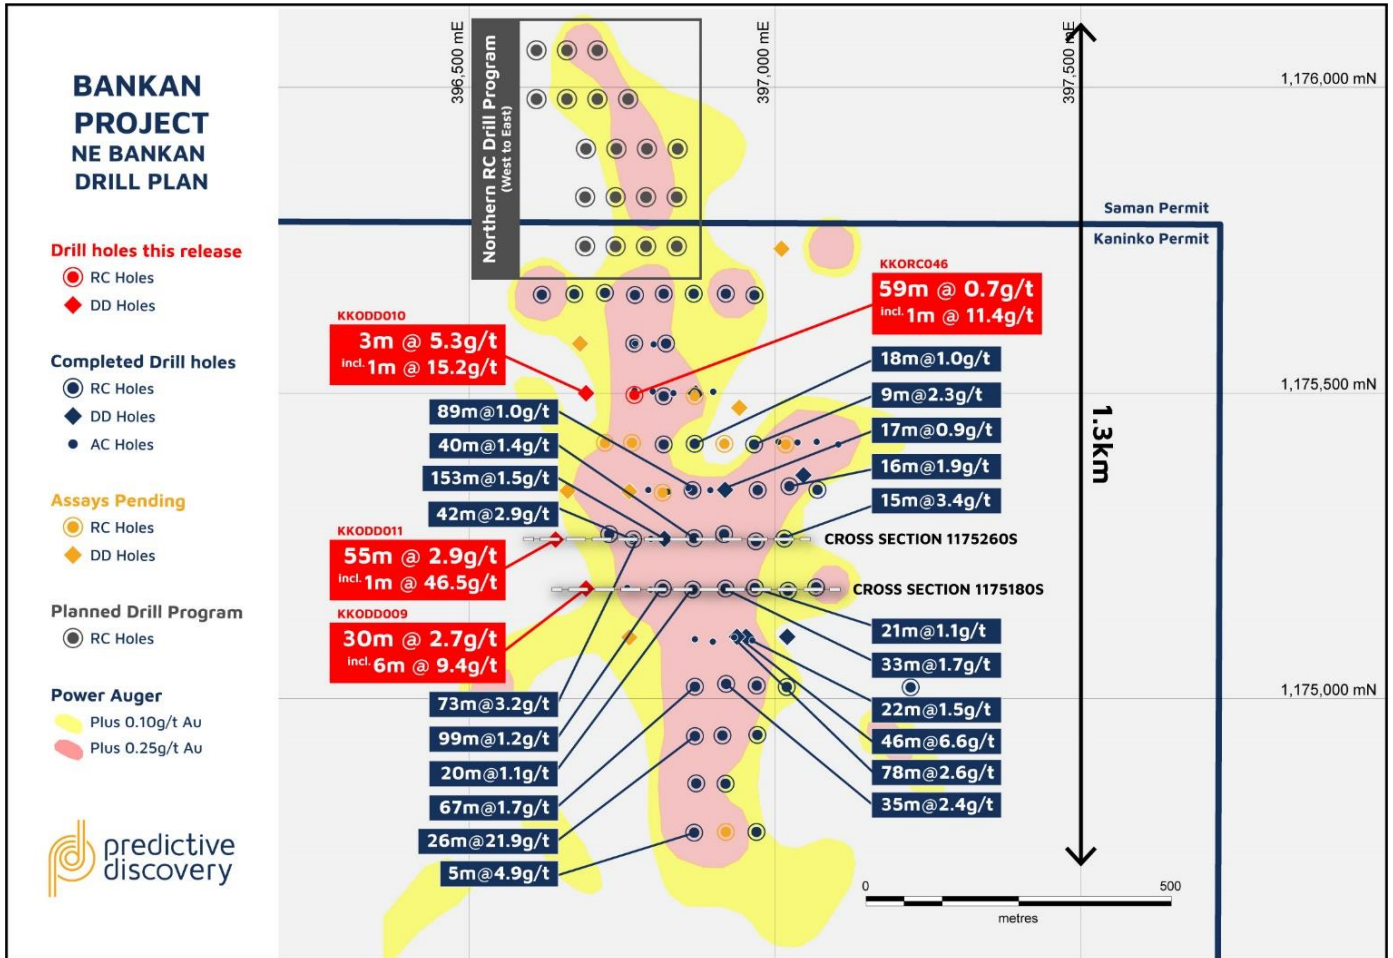 BANKAN
PROJECT
NE BANKAN
DRILL PLAN
Drill holes this release
RC Holes
DD Holes
Completed Drill holes
RC Holes
DD Holes
AC Holes
Assays Pending
RC Holes
DD Holes
Planned Drill Program
RC Holes
Power Auger
Plus 0.10g/t Au
Plus 0.25g/t Au
predictive
discovery
396,500 mE
397,000 mE
397,500 mE
1,176,000 mN
Northern RC Drill Program
(West to East)
Saman Permit
Kaninko Permit
KKORC046
59m @ 0.7g/t
incl. 1m @ 11.4g/t
KKODD010
3m @ 5.3g/t
incl. 1m @ 15.2g/t
18m@1.0g/t
9m@2.3g/t
17m@0.9g/t
16m@1.9g/t
15m@3.4g/t
1,175,500 mN
1.3km
89m@1.0g/t
40m@1.4g/t
153m@1.5g/t
42m@2.9g/t
KKODD011
55m @ 2.9g/t
incl. 1m @ 46.5g/t
CROSS SECTION 1175260S
CROSS SECTION 1175180S
KKODD009
30m @ 2.7g/t
incl. 6m @ 9.4g/t
21m@1.1g/t
33m@1.7g/t
22m@1.5g/t
46m@6.6g/t
78m@2.6g/t
35m@2.4g/t
1,175,000 mN
73m@3.2g/t
99m@1.2g/t
20m@1.1g/t
67m@1.7g/t
26m@21.9g/t
5m@4.9g/t
0 500
metres